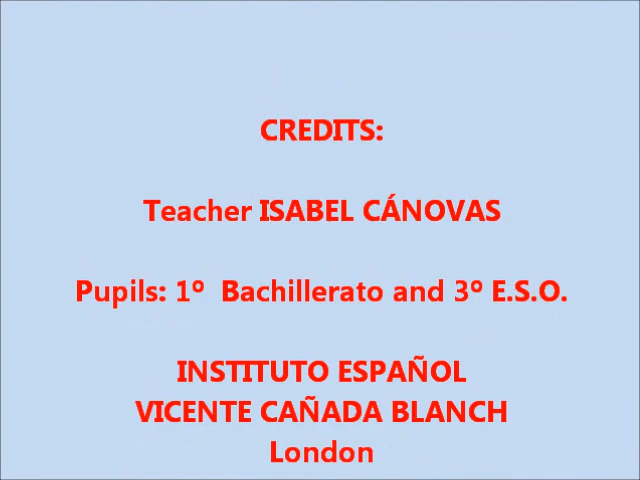 CREDITS:
Teacher ISABEL CÁNOVAS
Pupils: 1º Bachillerato and 3º E.S.O.
INSTITUTO ESPAÑOL
VICENTE CAÑADA BLANCH
London